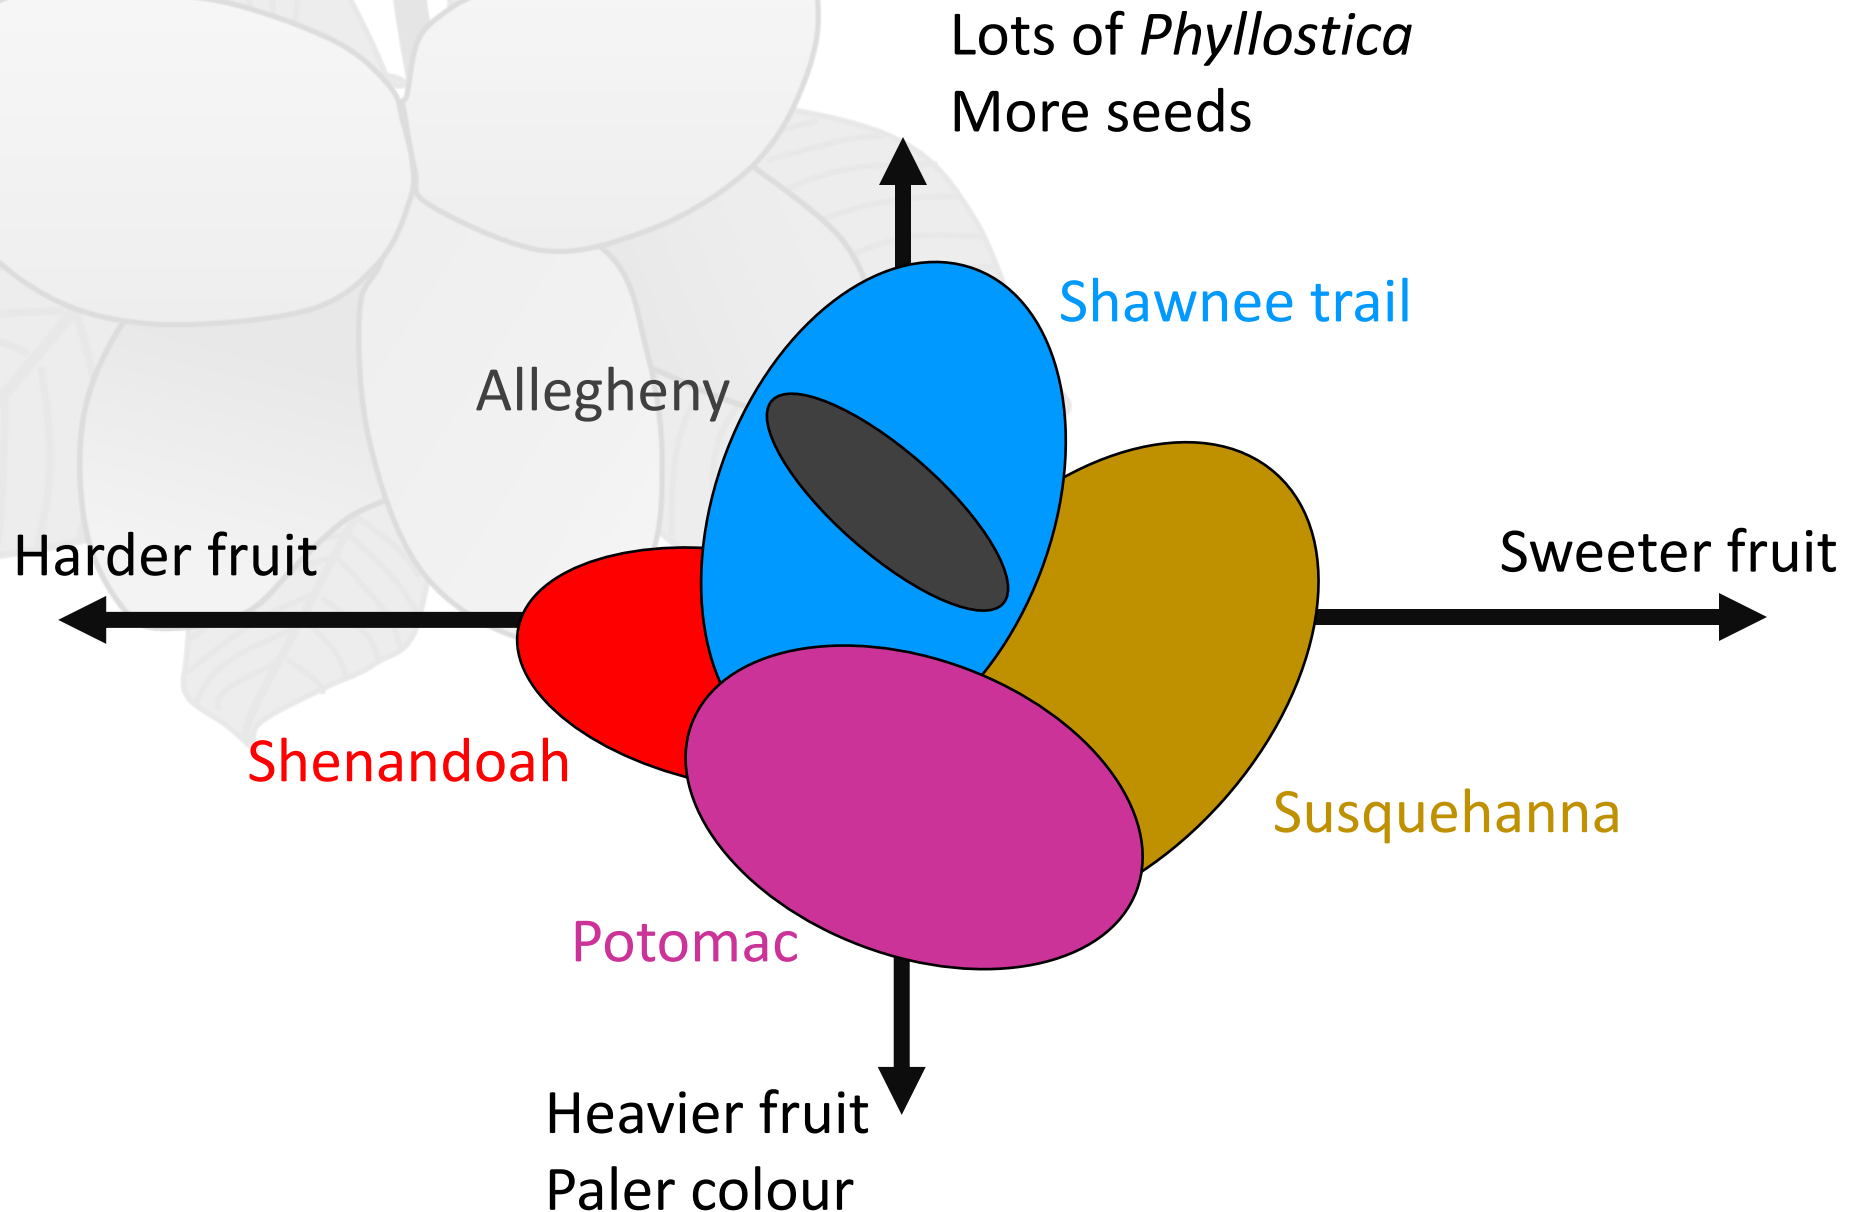 Lots of Phyllostica
More seeds
Shawnee trail
Allegheny
Harder fruit
Sweeter fruit
Shenandoah
Susquehanna
Potomac
Heavier fruit
Paler colour